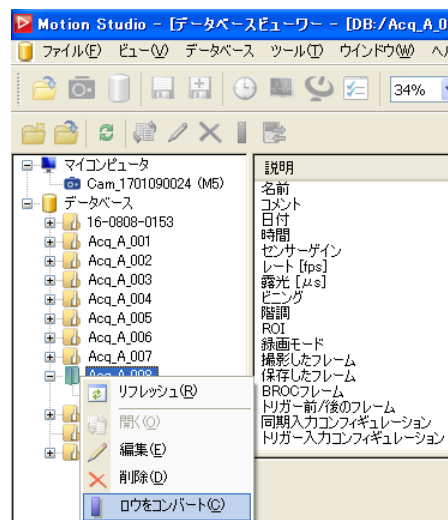 Motion Studio - [データベースビューワー - [DB:/Acq_A_0
ファイル(F) ビュー(V) データベース ツール(T) ウインドウ(W) ヘル
34%
マイコンピュータ
Cam_1701090024 (M5)
データベース
16-0808-0153
Acq_A_001
Acq_A_002
Acq_A_003
Acq_A_004
Acq_A_005
Acq_A_006
Acq_A_007
Acq_A_008
リフレッシュ(R)
開く(O)
編集(E)
削除(D)
ロウをコンバート(C)
説明
名前
コメント
日付
時間
センサーゲイン
レート [fps]
露光 [μs]
ビニング
階調
ROI
録画モード
撮影したフレーム
保存したフレーム
BROCフレーム
トリガー前/後のフレーム
同期入力コンフィギュレーション
トリガー入力コンフィギュレーション